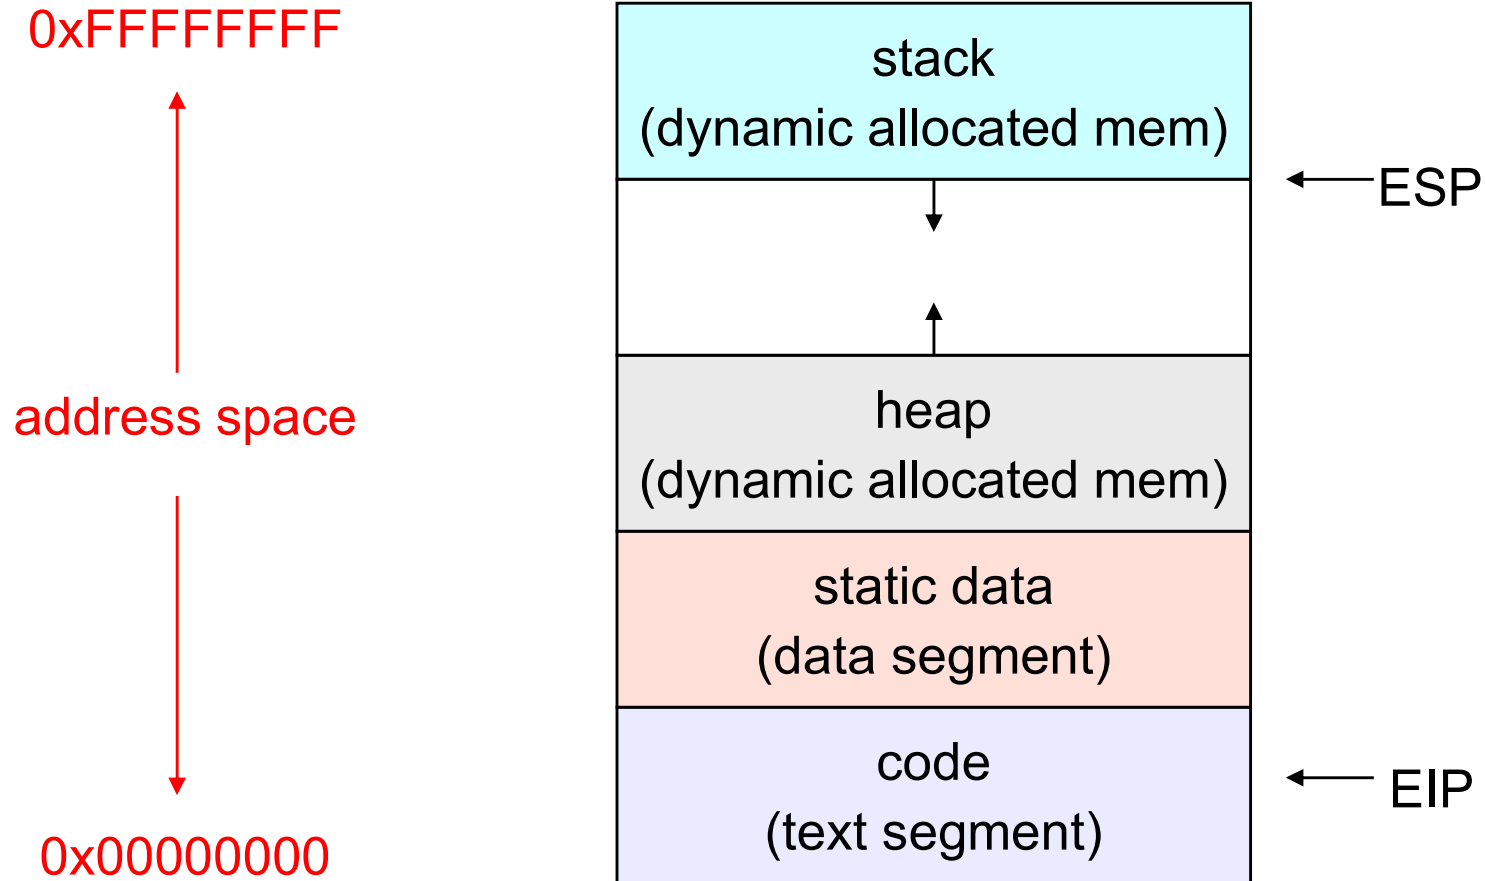 0xFFFFFFFF
stack
(dynamic allocated mem)
ESP
address space
heap
(dynamic allocated mem)
static data
(data segment)
code
(text segment)
EIP
0x00000000